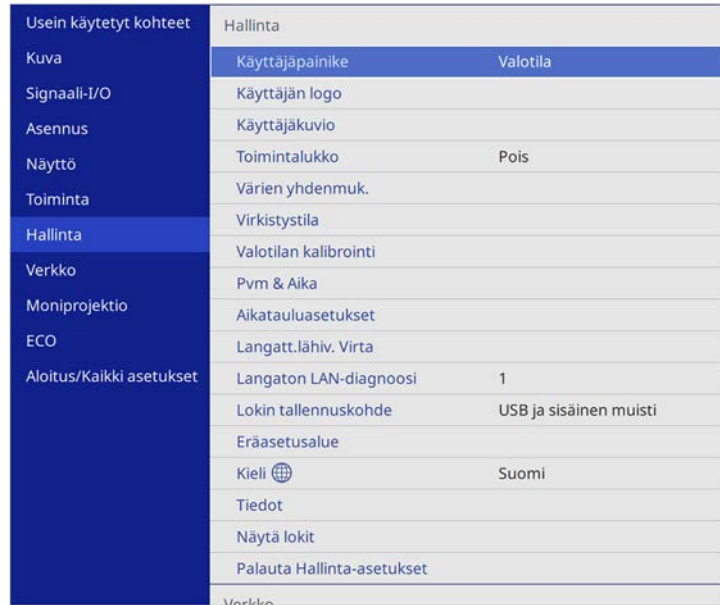 Usein käytetyt kohteet
Kuva
Signaali-I/O
Asennus
Näyttö
Toiminta
Hallinta
Verkko
Moniprojektio
ECO
Aloitus/Kaikki asetukset
Hallinta
Käyttäjäpainike Valotila
Käyttäjän logo
Käyttäjäkuvio
Toimintalukko Pois
Värien yhdenmuk.
Virkistystila
Valotilan kalibrointi
Pvm & Aika
Aikatauluasetukset
Langatt.lähiv. Virta
Langaton LAN-diagnoosi 1
Lokin tallennuskohde USB ja sisäinen muisti
Eräasetusalue
Kieli Suomi
Tiedot
Näytä lokit
Palauta Hallinta-asetukset
Verkko